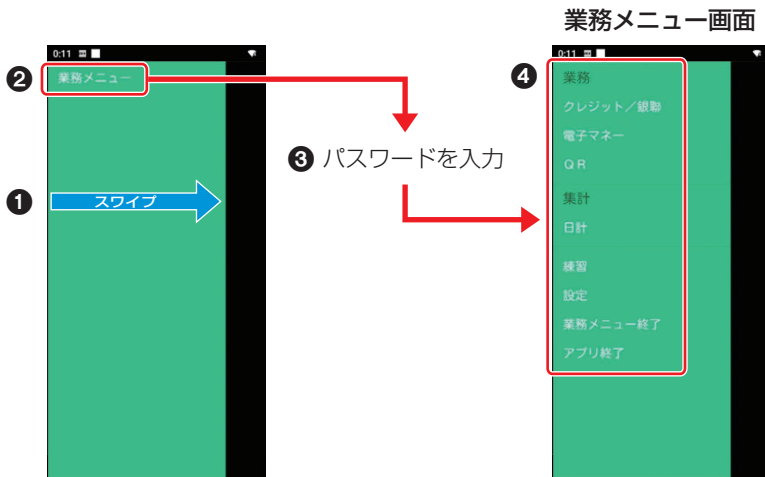 業務メニュー画面
0:11
❷ 業務メニュー
❸ パスワードを入力
❶ スワイプ
0:11
❹ 業務
クレジット／銀聯
電子マネー
ＱＲ
集計
日計
練習
設定
業務メニュー終了
アプリ終了